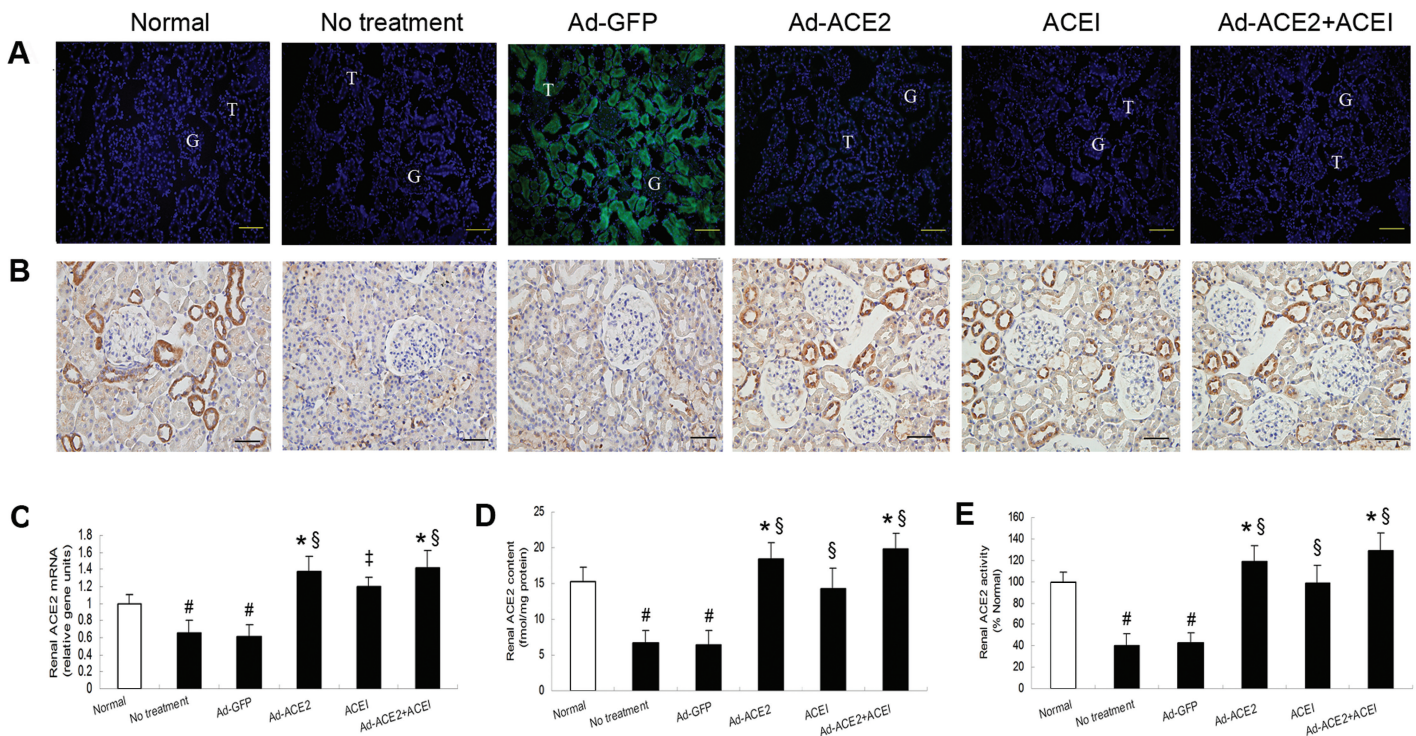 Normal No treatment Ad-GFP Ad-ACE2 ACEI Ad-ACE2+ACEI
A
T G
T G
T G
G T
T G
G T
B
C
Renal ACE2 mRNA
(relative gene units)
1.8
1.6
1.4
1.2
1
0.8
0.6
0.4
0.2
0
# # * § ‡ * §
Normal No treatment Ad-GFP Ad-ACE2 ACEI Ad-ACE2+ACEI
D
Renal ACE2 content
(fmol/mg protein)
25
20
15
10
5
0
# # * § § * §
Normal No treatment Ad-GFP Ad-ACE2 ACEI Ad-ACE2+ACEI
E
Renal ACE2 activity
(% Normal)
160
140
120
100
80
60
40
20
0
# # * § § * §
Normal No treatment Ad-GFP Ad-ACE2 ACEI Ad-ACE2+ACEI